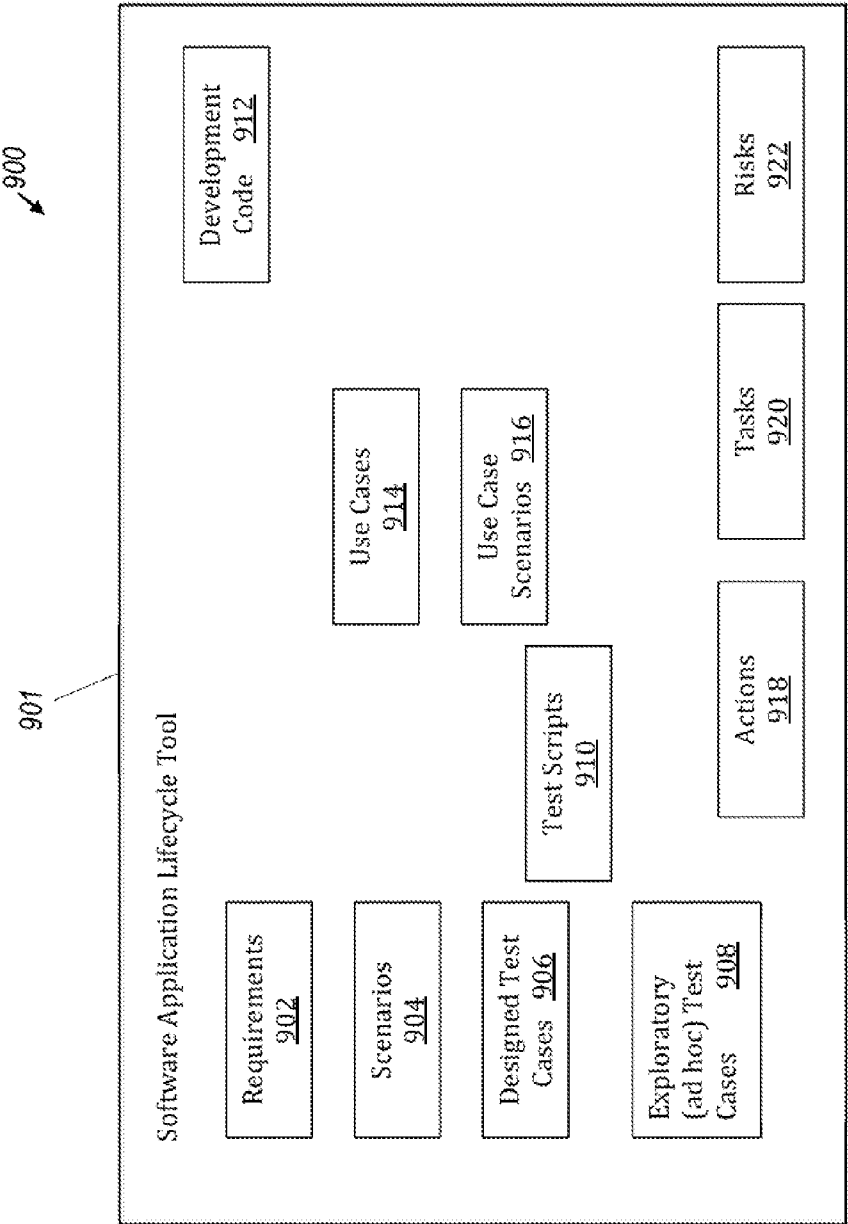 900
901
Software Application Lifecycle Tool
Requirements
902
Development
Code 912
Scenarios
904
Use Cases
914
Designed Test
Cases 906
Use Case
Scenarios 916
Test Scripts
910
Exploratory
(ad hoc) Test
Cases 908
Actions
918
Tasks
920
Risks
922